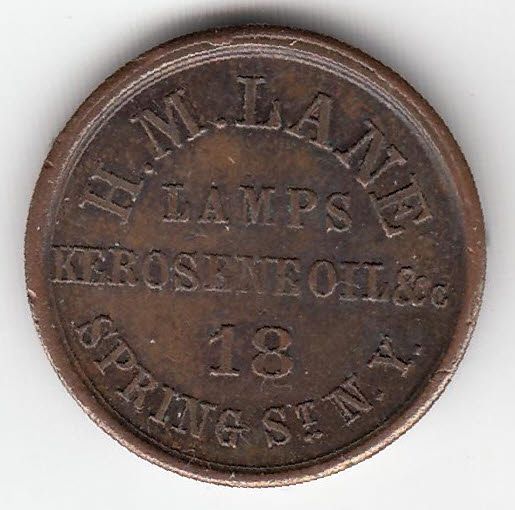 H.M.LANE
LAMPS
KEROSENE OIL &c
18
SPRING ST. N.Y.